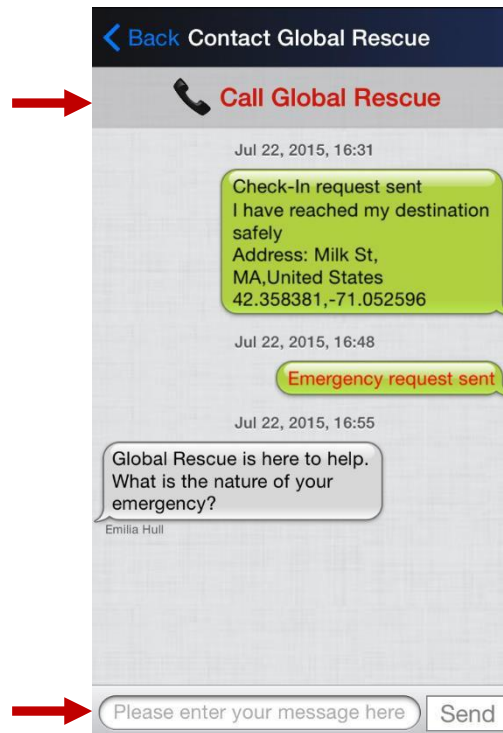 Back Contact Global Rescue
Call Global Rescue
Jul 22, 2015, 16:31
Check-In request sent
I have reached my destination
safely
Address: Milk St,
MA,United States
42.358381,-71.052596
Jul 22, 2015, 16:48
Emergency request sent
Jul 22, 2015, 16:55
Global Rescue is here to help.
What is the nature of your
emergency?
Emilia Hull
Please enter your message here Send